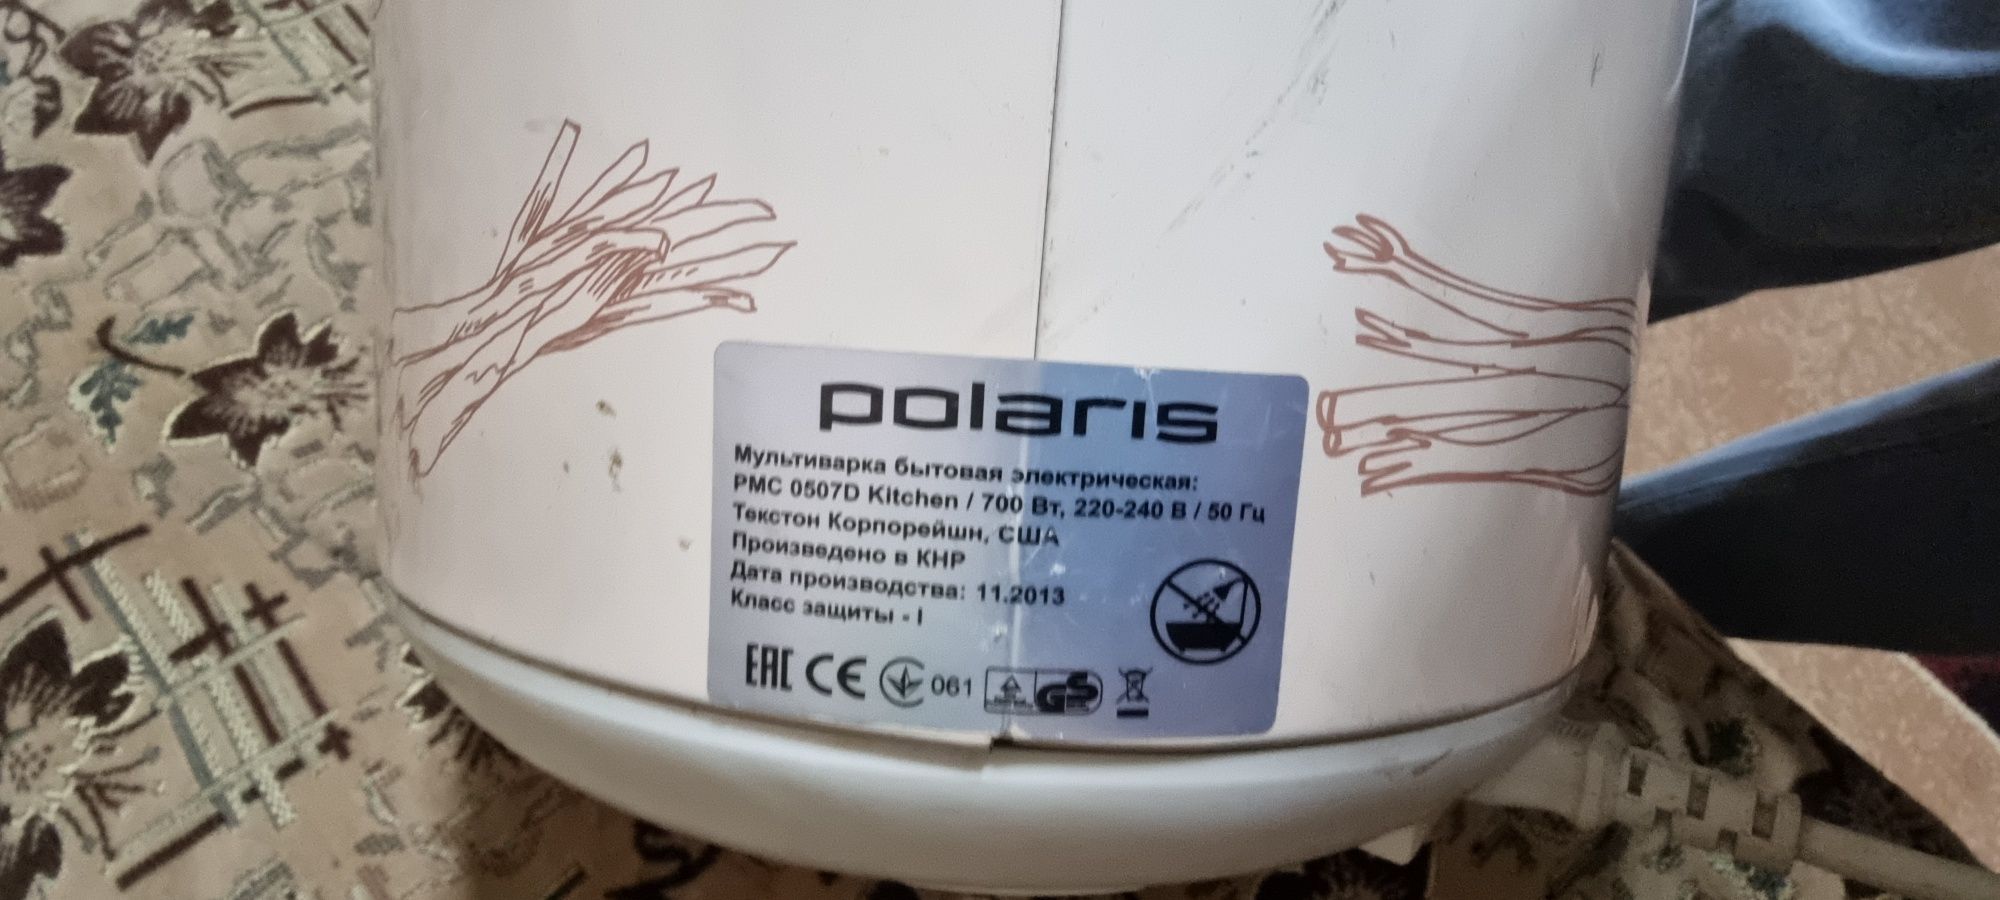 polaris
Мультиварка бытовая электрическая:
PMC 0507D Kitchen / 700 Вт, 220-240 В / 50 Гц
Текстон Корпорейшн, США
Произведено в КНР
Дата производства: 11.2013
Класс защиты - I
EAC CE 061 GS